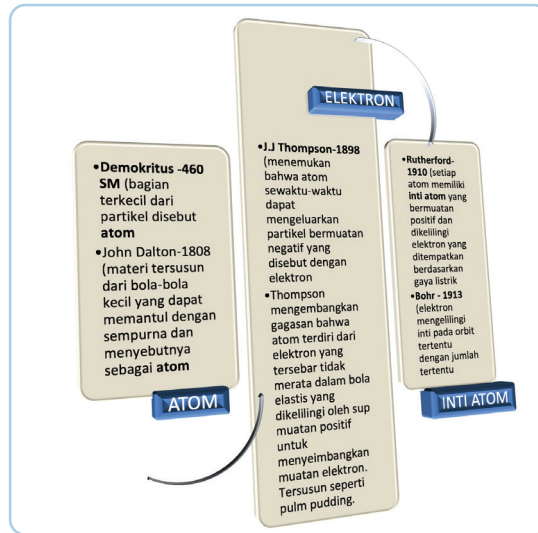 •Demokritus -460
SM (bagian
terkecil dari
partikel disebut
atom
•John Dalton-1808
(materi tersusun
dari bola-bola
kecil yang dapat
memantul dengan
sempurna dan
menyebutnya
sebagai atom
ATOM
ELEKTRON
•J.J Thompson-1898
(menemukan
bahwa atom
sewaktu-waktu
dapat
mengeluarkan
partikel bermuatan
negatif yang
disebut dengan
elektron
•Thompson
mengembangkan
gagasan bahwa
atom terdiri dari
elektron yang
tersebar tidak
merata dalam bola
elastis yang
dikelilingi oleh sup
muatan positif
untuk
menyeimbangkan
muatan elektron.
Tersusun seperti
pulm pudding.
•Rutherford-
1910 (setiap
atom memiliki
inti atom yang
bermuatan
positif dan
dikelilingi
elektron yang
ditempatkan
berdasarkan
gaya listrik
•Bohr - 1913
(elektron
mengelilingi
inti pada orbit
tertentu
dengan jumlah
tertentu
INTI ATOM